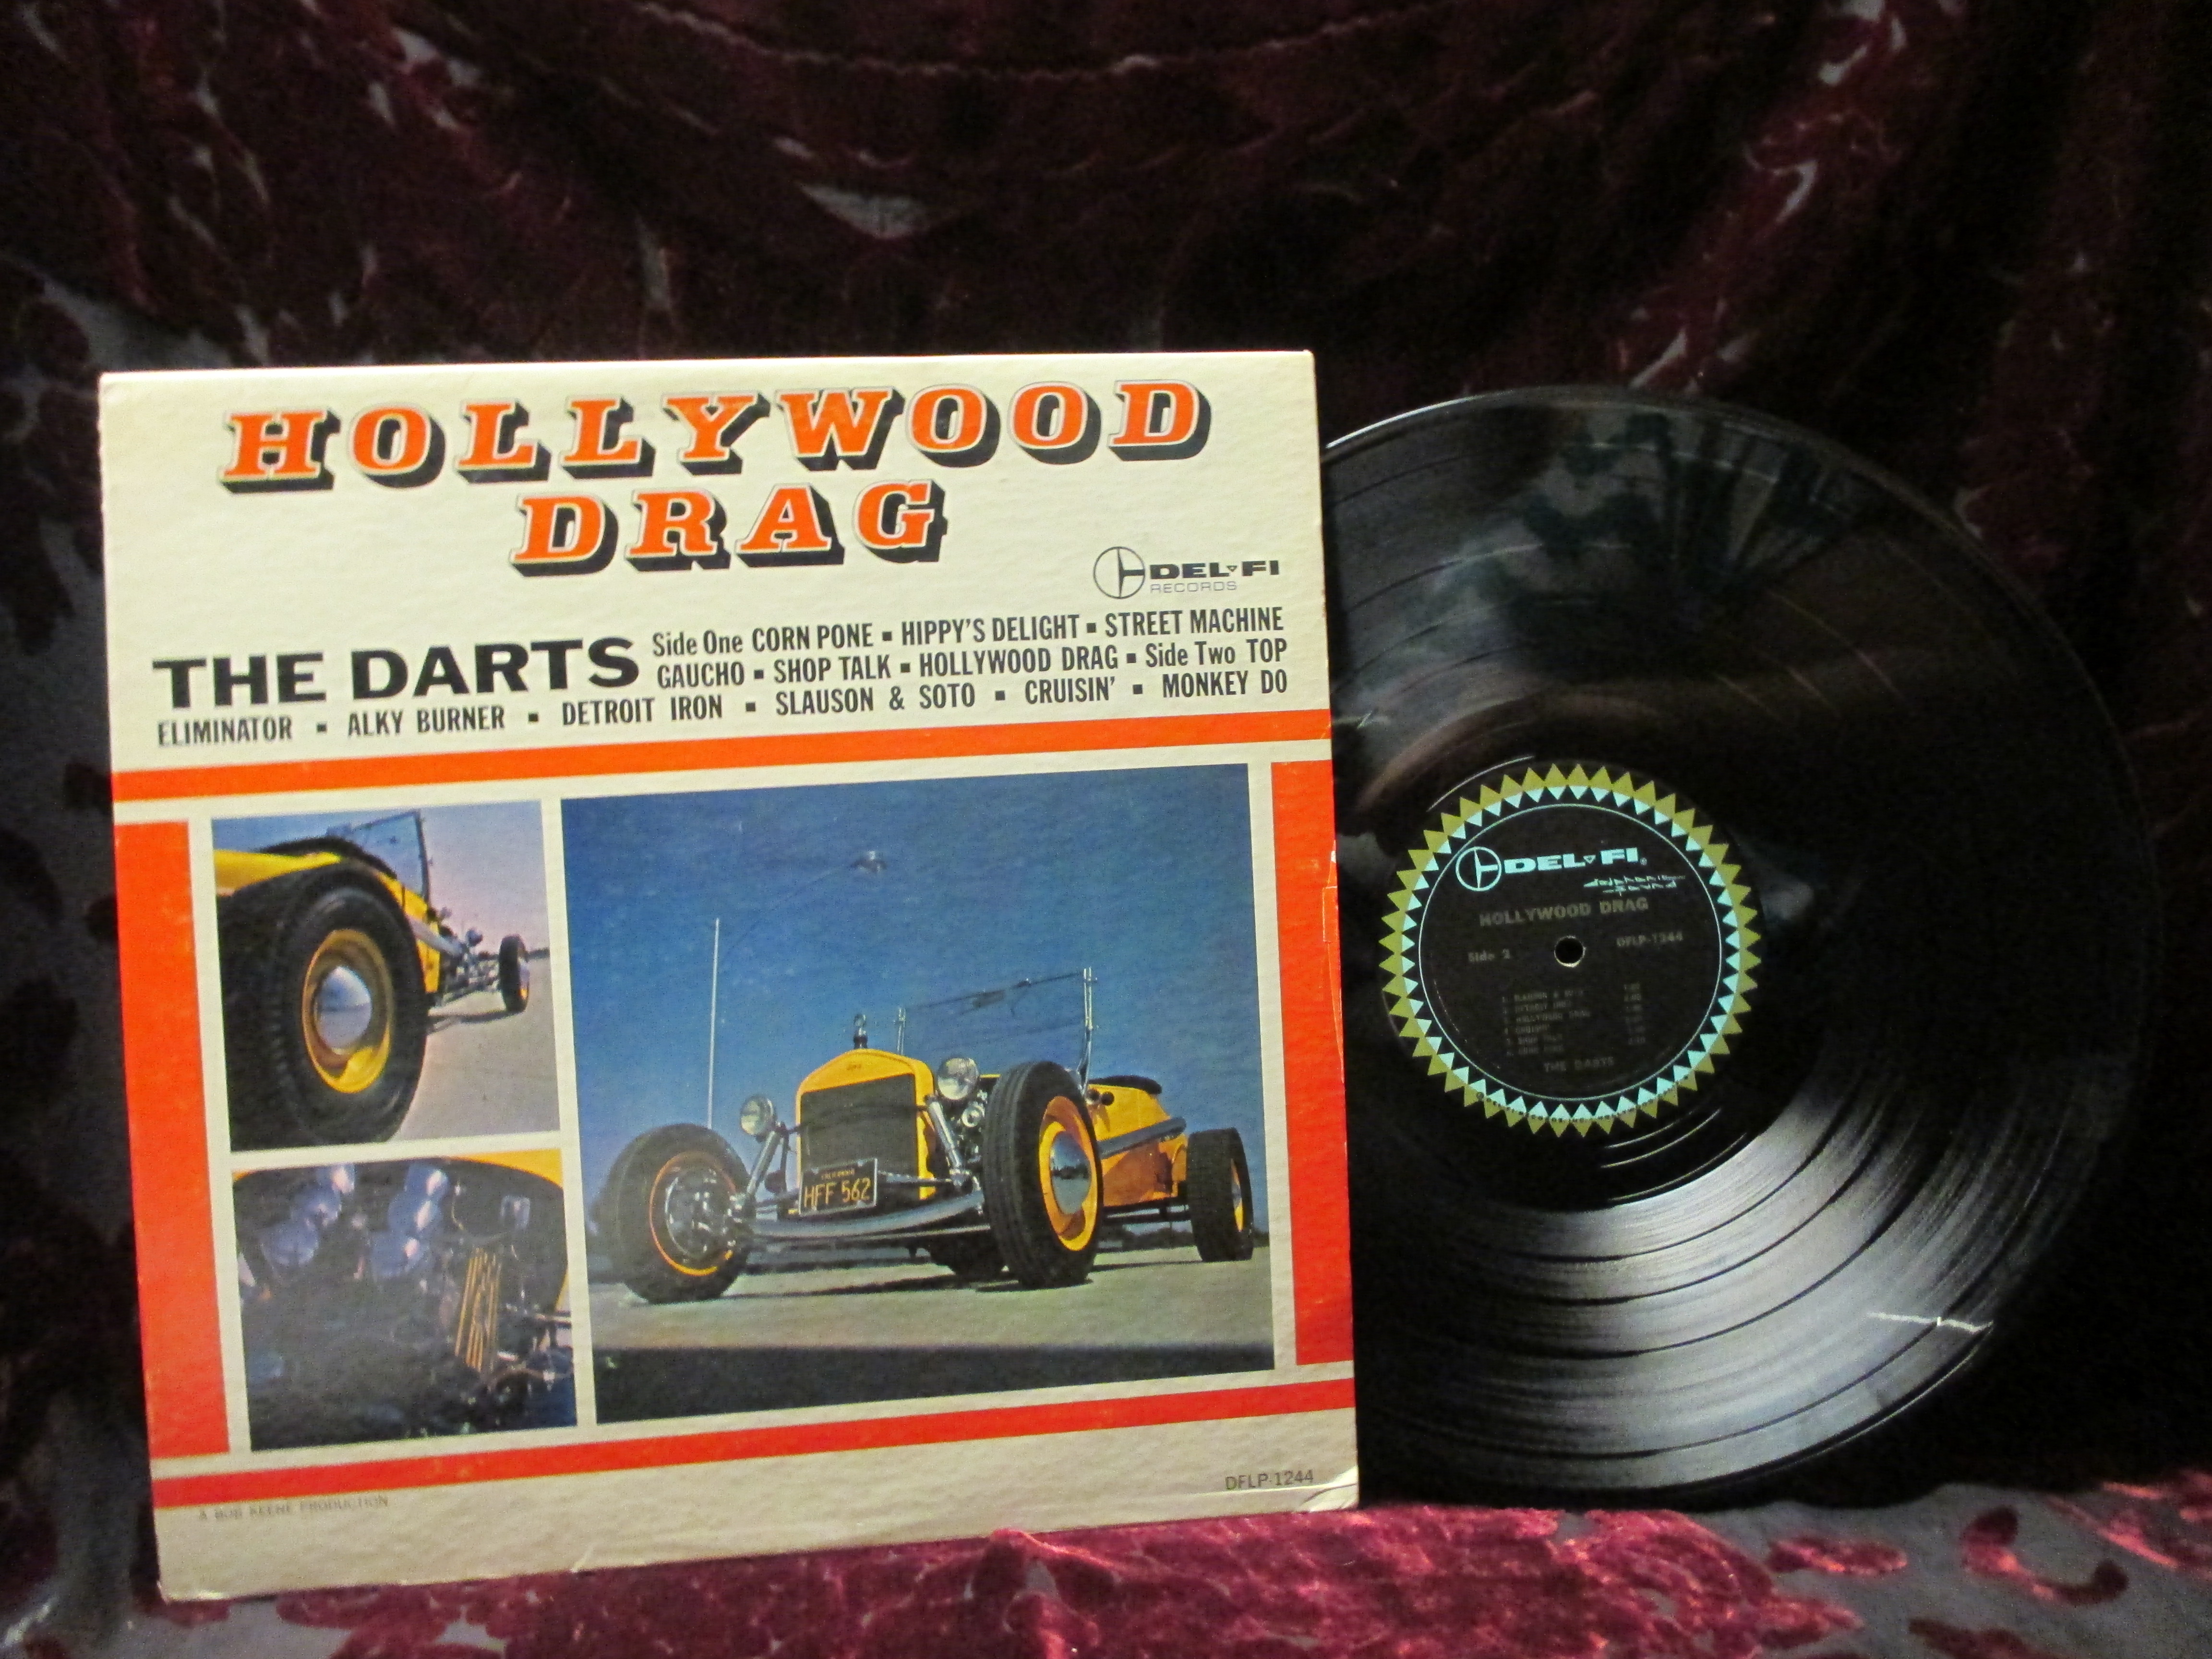 HOLLYWOOD
DRAG
DEL-FI
RECORDS
THE DARTS
Side One CORN PONE ▪ HIPPY'S DELIGHT ▪ STREET MACHINE
GAUCHO ▪ SHOP TALK ▪ HOLLYWOOD DRAG ▪ Side Two TOP
ELIMINATOR ▪ ALKY BURNER ▪ DETROIT IRON ▪ SLAUSON & SOTO ▪ CRUISIN' ▪ MONKEY DO
CALIFORNIA
HFF 562
A BOB KEENE PRODUCTION
DFLP-1244
DEL-FI
HOLLYWOOD DRAG
Side 2
DFLP-1244
THE DARTS